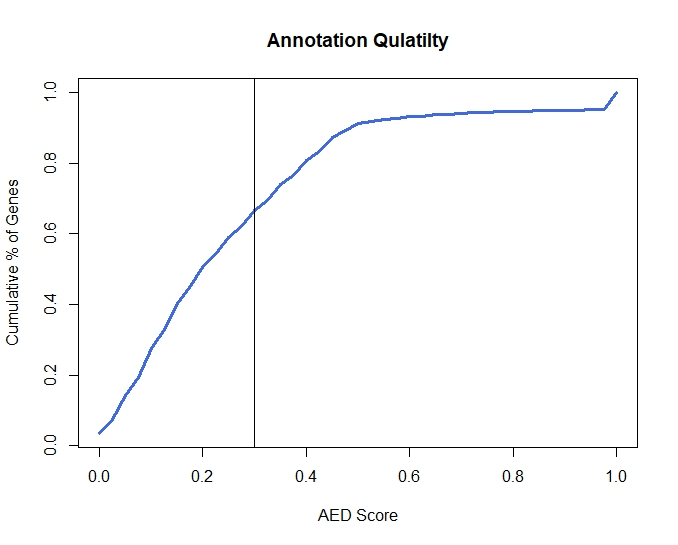 Annotation Qulatilty
Cumulative % of Genes
1.0
0.8
0.6
0.4
0.2
0.0
0.0 0.2 0.4 0.6 0.8 1.0
AED Score